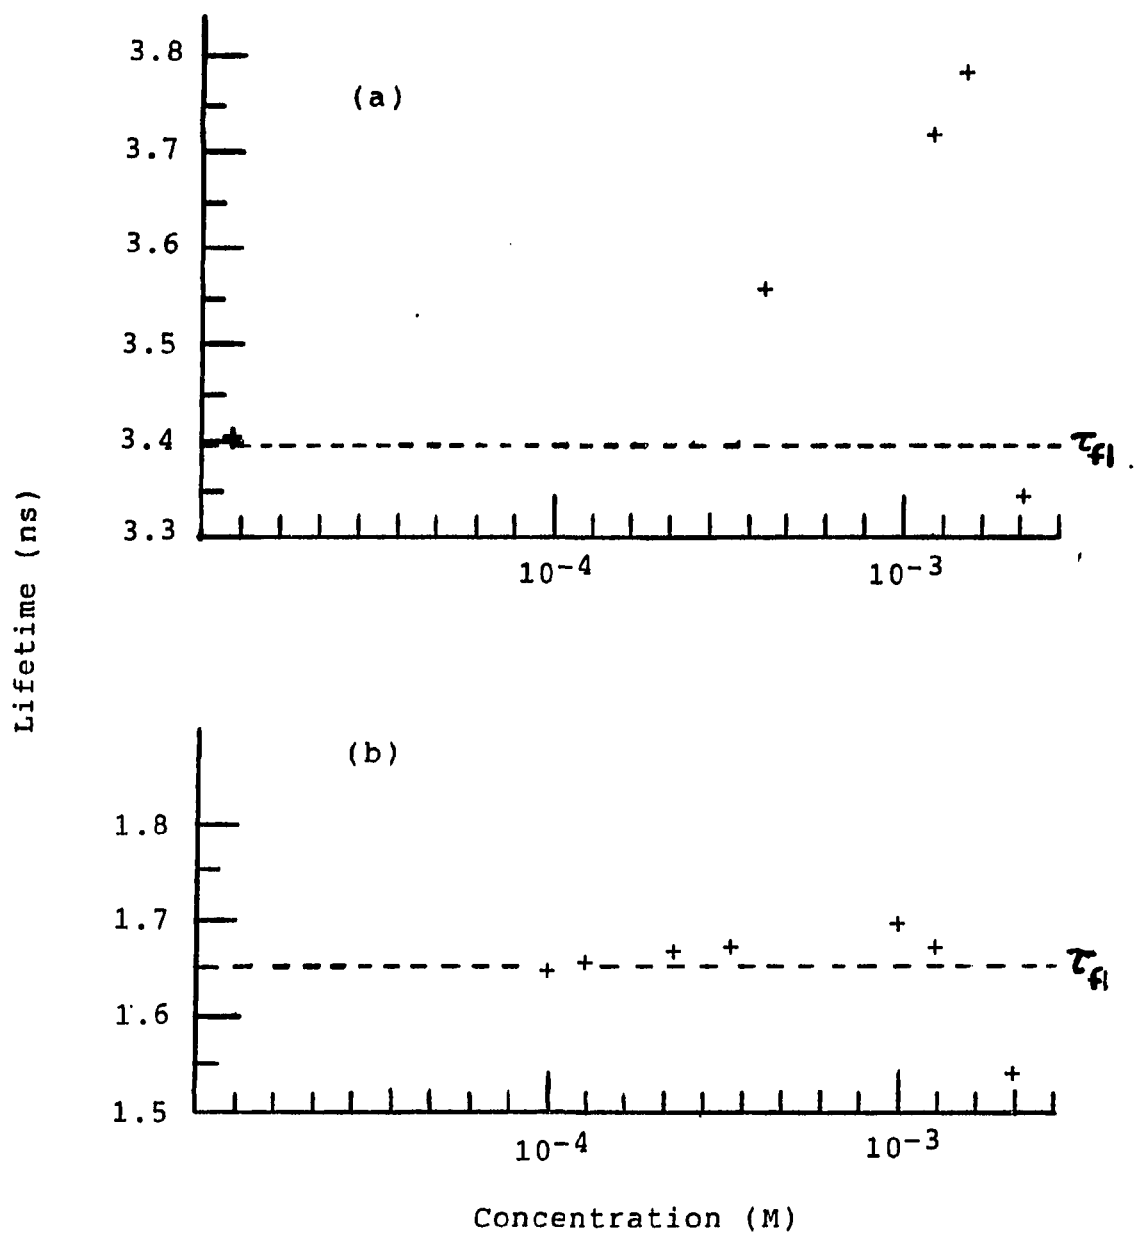 (a)
3.8
3.7
3.6
3.5
3.4
3.3
τfl
10-4
10-3
Lifetime (ns)
(b)
1.8
1.7
1.6
1.5
τfl
10-4
10-3
Concentration (M)